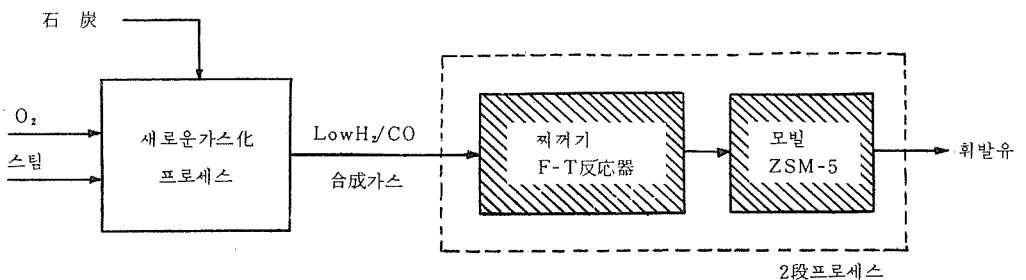 石 炭
O₂
스팀
새로운가스化
프로세스
LowH₂/CO
合成가스
찌꺼기
F-T反応器
모빌
ZSM-5
휘발유
2段프로세스